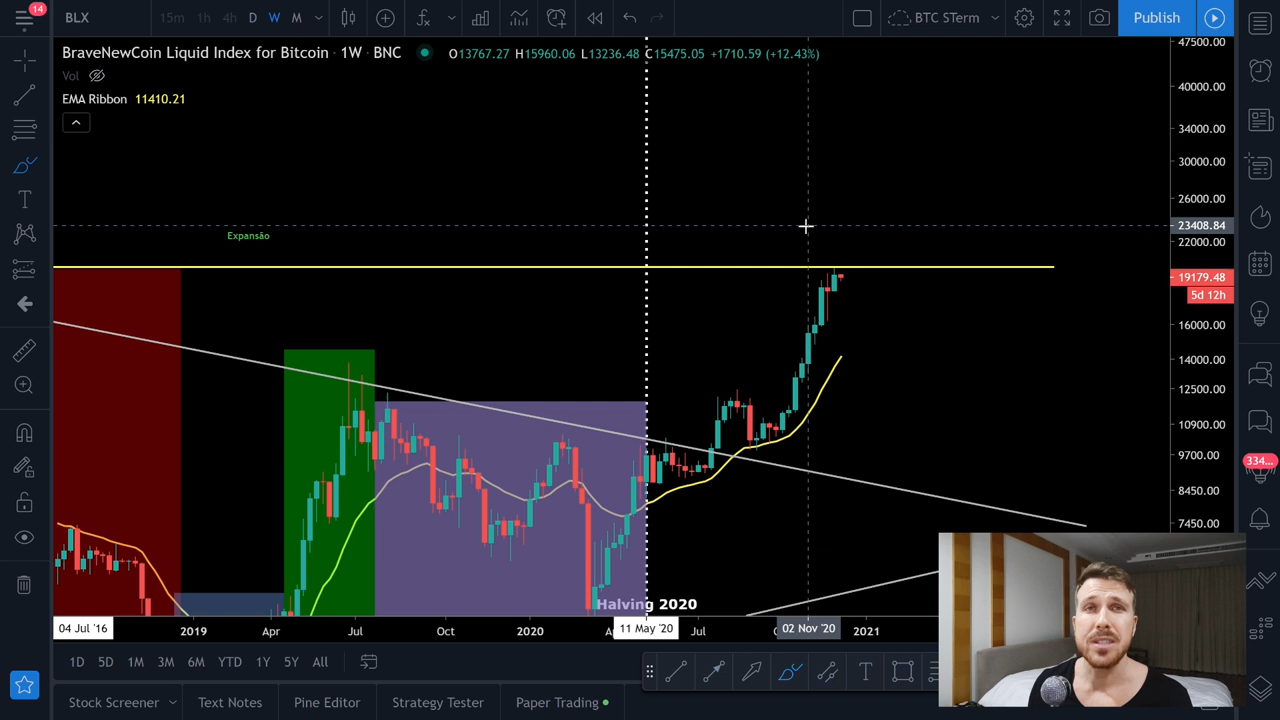 14
BLX
15m 1h 4h D W M
BTC STerm
Publish
BraveNewCoin Liquid Index for Bitcoin · 1W · BNC
O13767.27 H15960.06 L13236.48 C15475.05 +1710.59 (+12.43%)
Vol
EMA Ribbon 11410.21
47500.00
40000.00
34000.00
30000.00
26000.00
23408.84
22000.00
19179.48
5d 12h
16000.00
14000.00
12500.00
10900.00
9700.00
8450.00
7450.00
Expansão
334...
Halving 2020
04 Jul '16 2019 Apr Jul Oct 2020 11 May '20 Jul 02 Nov '20 2021
1D 5D 1M 3M 6M YTD 1Y 5Y All
Stock Screener Text Notes Pine Editor Strategy Tester Paper Trading